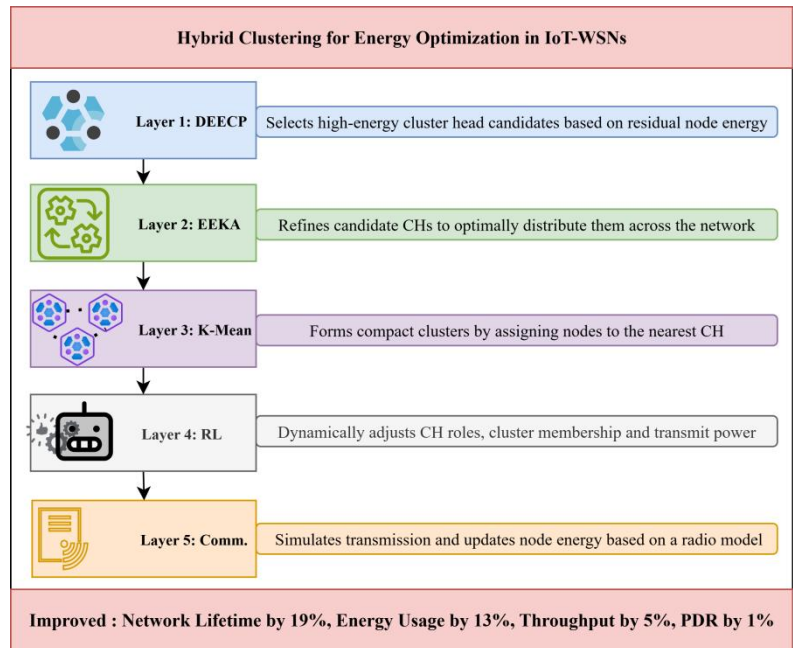 Hybrid Clustering for Energy Optimization in IoT-WSNs
Layer 1: DEECP
Selects high-energy cluster head candidates based on residual node energy
Layer 2: EEKA
Refines candidate CHs to optimally distribute them across the network
Layer 3: K-Mean
Forms compact clusters by assigning nodes to the nearest CH
Layer 4: RL
Dynamically adjusts CH roles, cluster membership and transmit power
Layer 5: Comm.
Simulates transmission and updates node energy based on a radio model
Improved : Network Lifetime by 19%, Energy Usage by 13%, Throughput by 5%, PDR by 1%